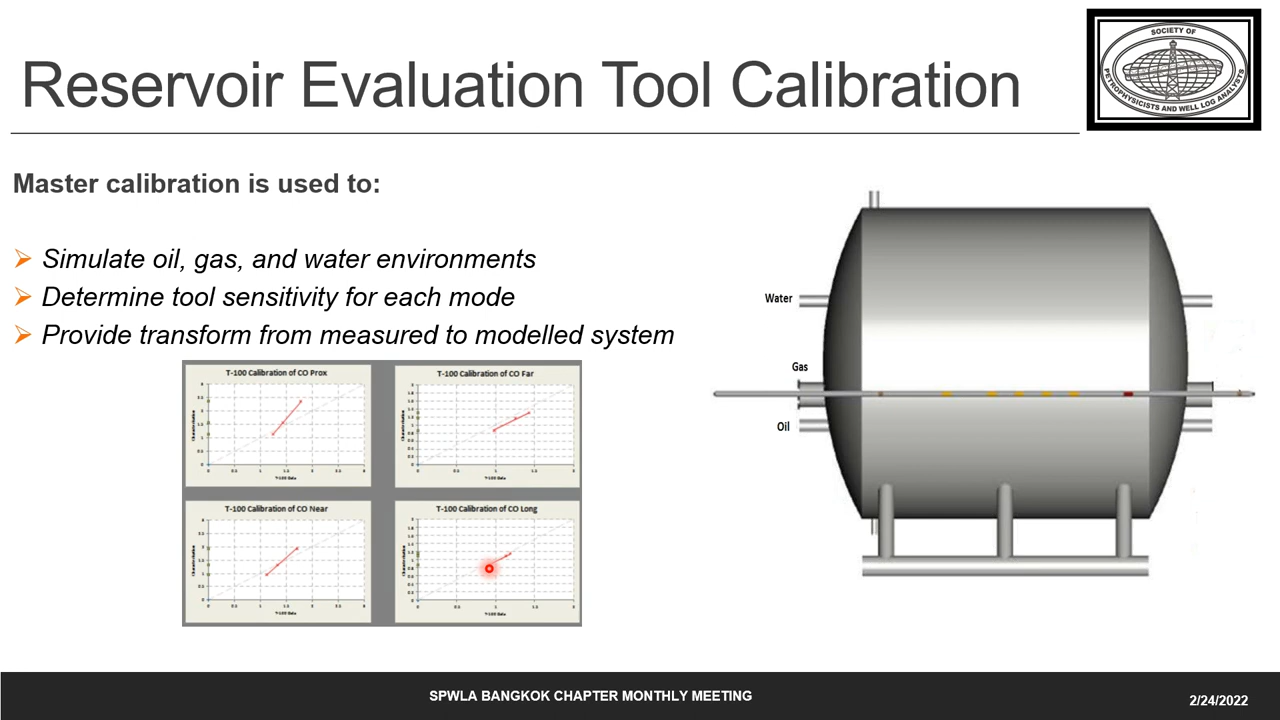 Reservoir Evaluation Tool Calibration
SOCIETY OF
PETROPHYSICISTS AND WELL LOG ANALYSTS
Master calibration is used to:
Simulate oil, gas, and water environments
Determine tool sensitivity for each mode
Provide transform from measured to modelled system
T-100 Calibration of CO Prox
T-100 Calibration of CO Far
T-100 Calibration of CO Near
T-100 Calibration of CO Long
Water
Gas
Oil
SPWLA BANGKOK CHAPTER MONTHLY MEETING
2/24/2022